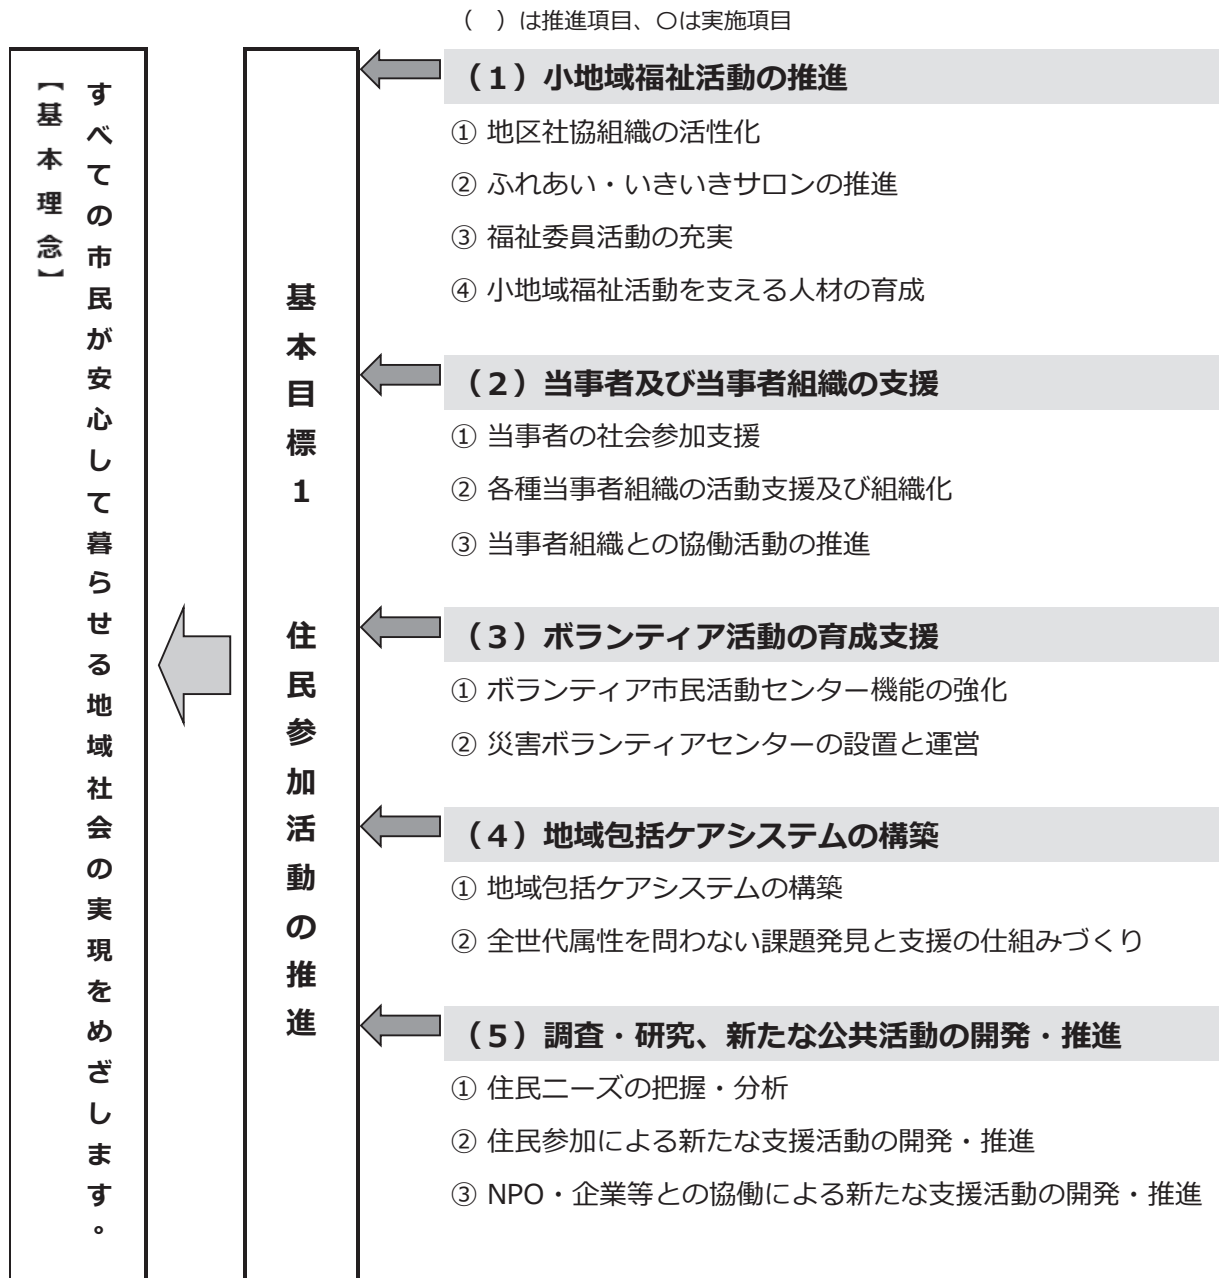 （　）は推進項目、〇は実施項目
【基本理念】
すべての市民が安心して暮らせる地域社会の実現をめざします。
基本目標1　住民参加活動の推進
（1）小地域福祉活動の推進
① 地区社協組織の活性化
② ふれあい・いきいきサロンの推進
③ 福祉委員活動の充実
④ 小地域福祉活動を支える人材の育成
（2）当事者及び当事者組織の支援
① 当事者の社会参加支援
② 各種当事者組織の活動支援及び組織化
③ 当事者組織との協働活動の推進
（3）ボランティア活動の育成支援
① ボランティア市民活動センター機能の強化
② 災害ボランティアセンターの設置と運営
（4）地域包括ケアシステムの構築
① 地域包括ケアシステムの構築
② 全世代属性を問わない課題発見と支援の仕組みづくり
（5）調査・研究、新たな公共活動の開発・推進
① 住民ニーズの把握・分析
② 住民参加による新たな支援活動の開発・推進
③ NPO・企業等との協働による新たな支援活動の開発・推進